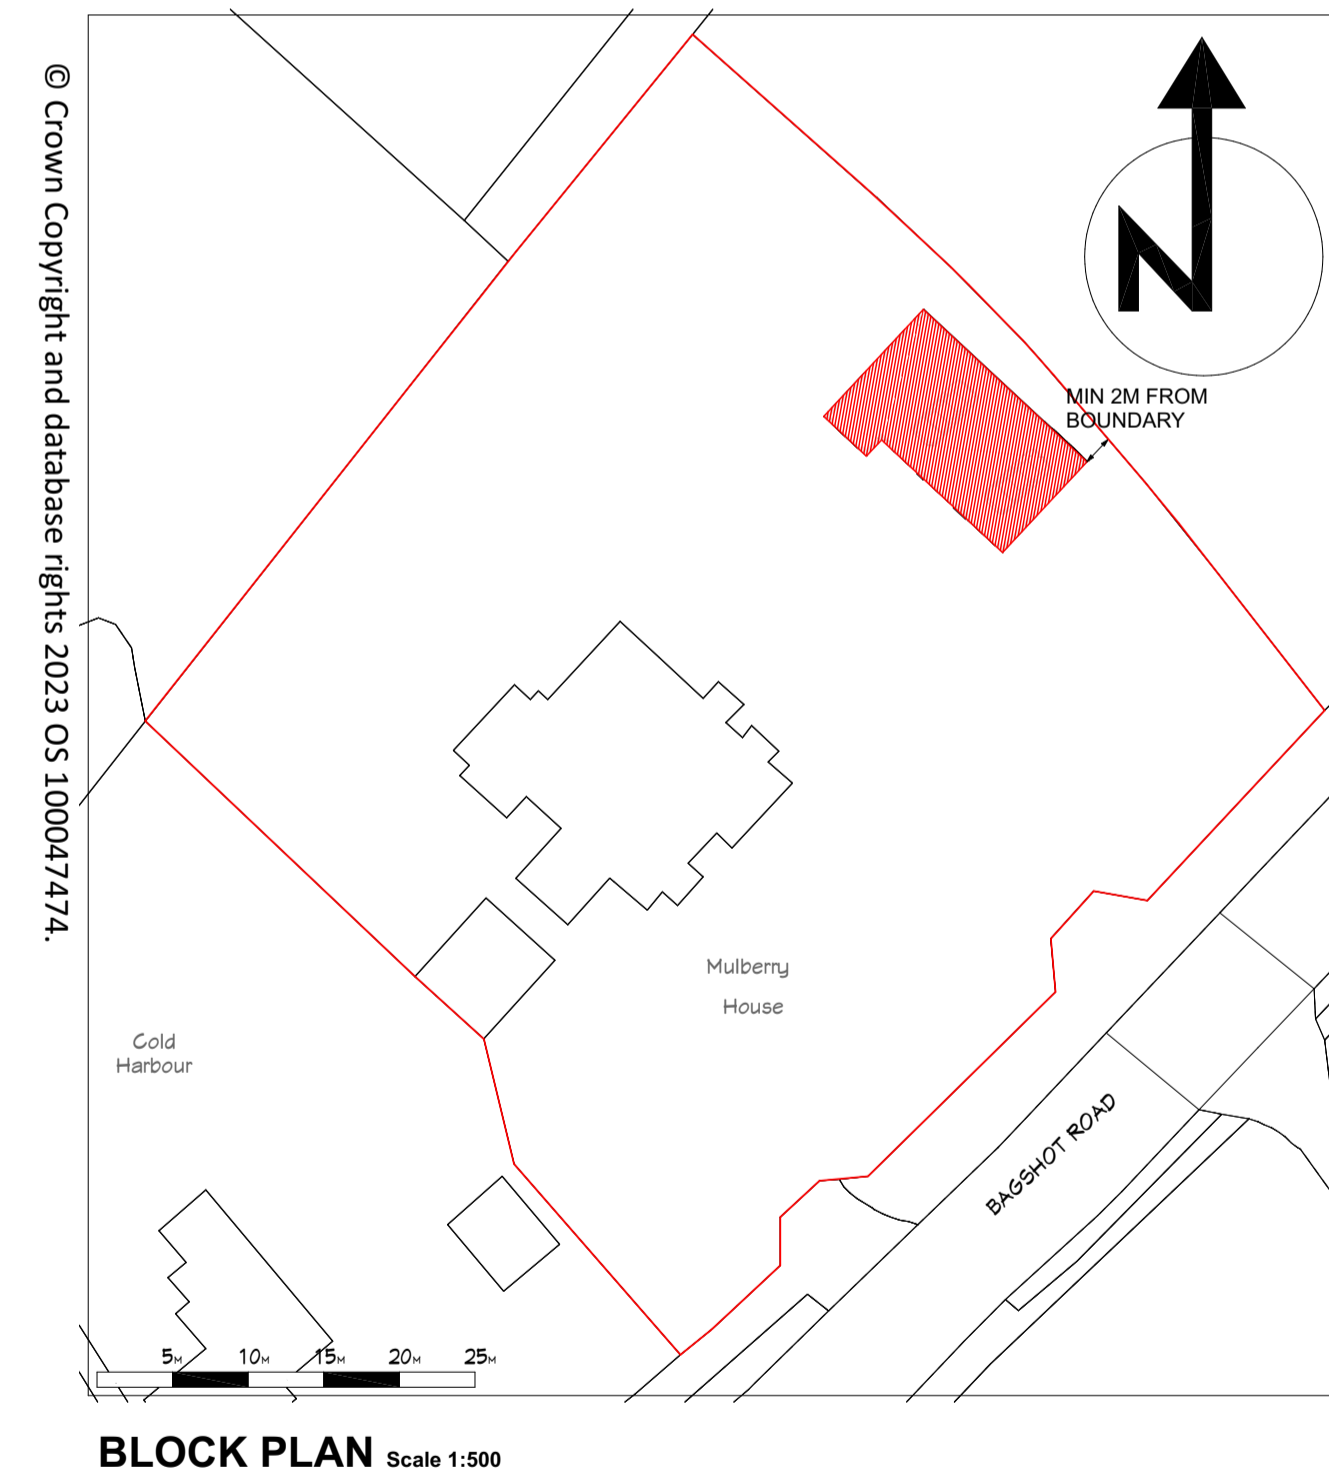 © Crown Copyright and database rights 2023 OS 100047474.
N
MIN 2M FROM
BOUNDARY
Mulberry
House
Cold
Harbour
BAGSHOT ROAD
5M 10M 15M 20M 25M
BLOCK PLAN Scale 1:500